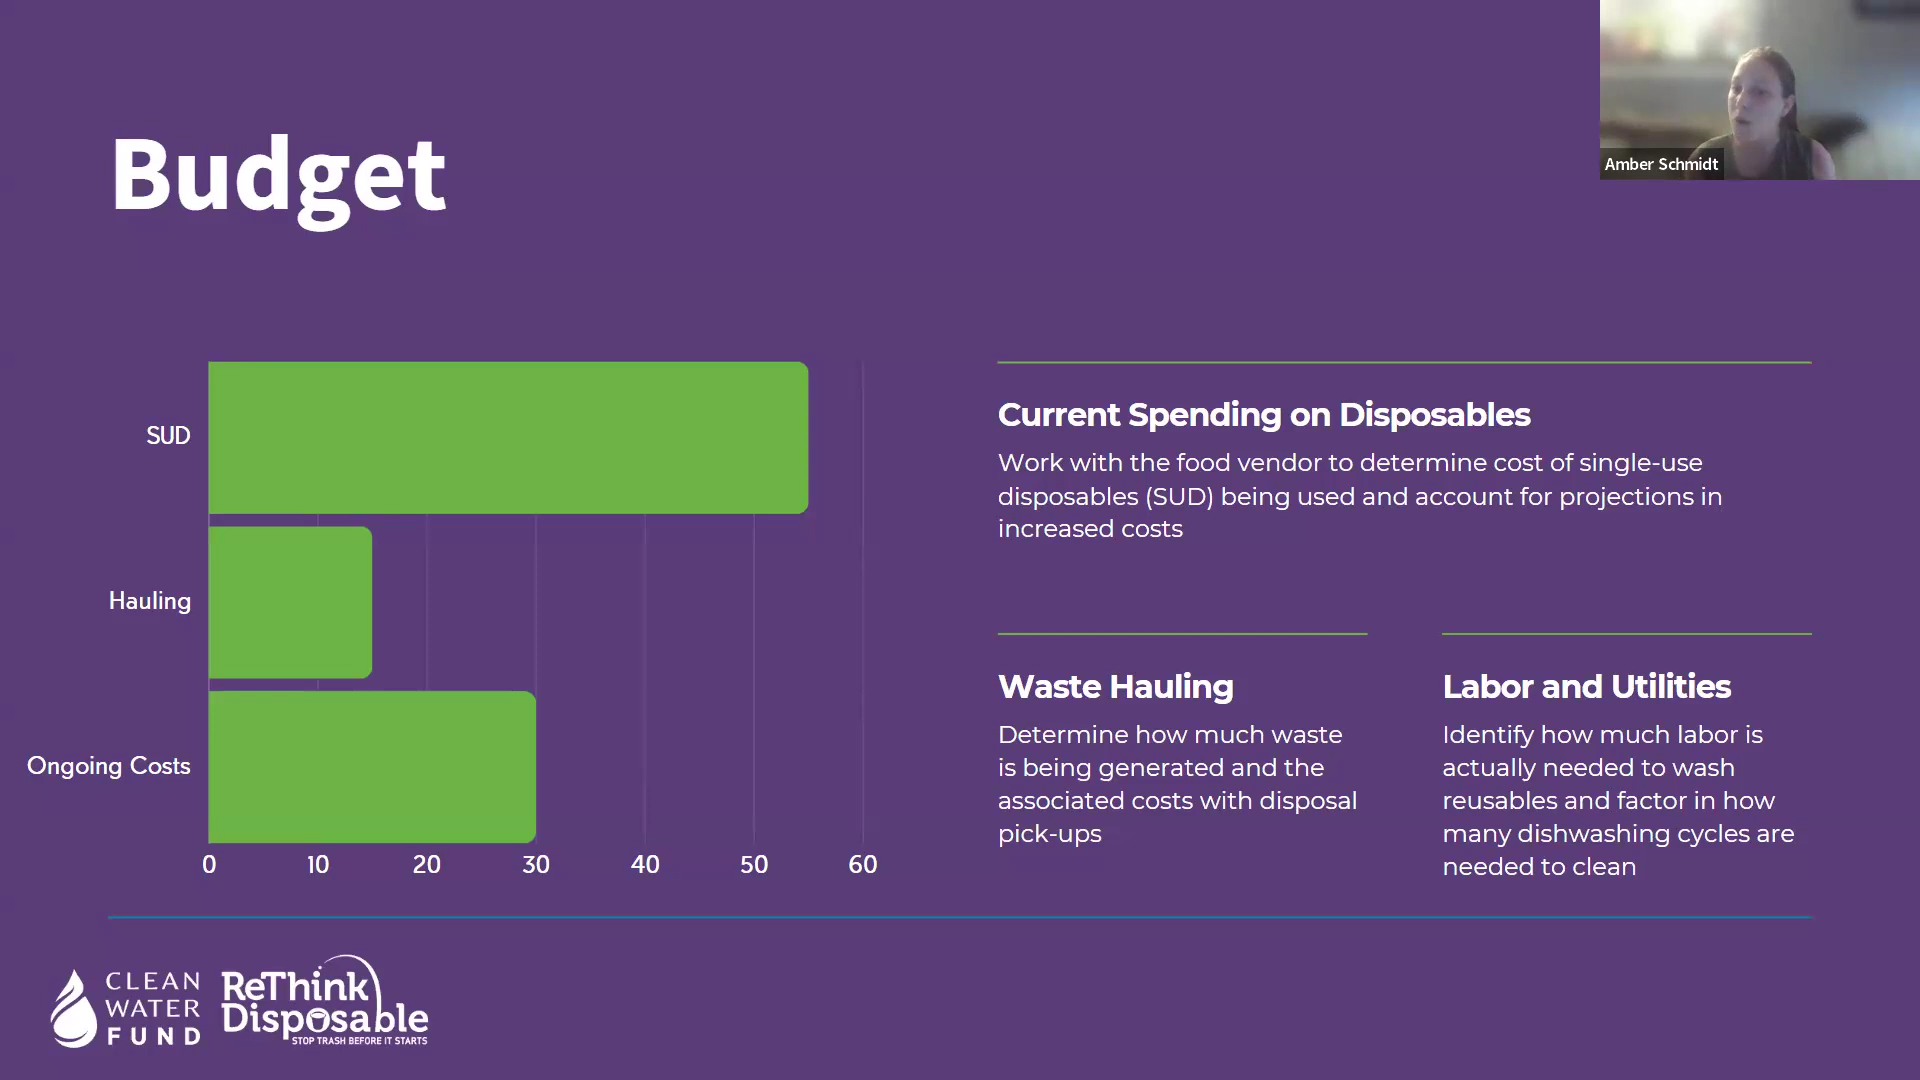 Amber Schmidt
Budget
SUD
Hauling
Ongoing Costs
0 10 20 30 40 50 60
Current Spending on Disposables
Work with the food vendor to determine cost of single-use
disposables (SUD) being used and account for projections in
increased costs
Waste Hauling
Determine how much waste
is being generated and the
associated costs with disposal
pick-ups
Labor and Utilities
Identify how much labor is
actually needed to wash
reusables and factor in how
many dishwashing cycles are
needed to clean
CLEAN
WATER
FUND
ReThink
Disposable
STOP TRASH BEFORE IT STARTS